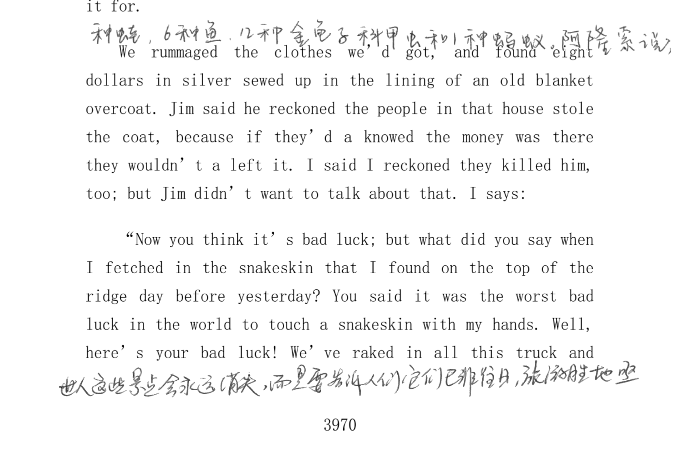 it for.
种蛙，6种鱼，12种金龟子科甲虫和1种蚂蚁。阿隆索说，
We rummaged the clothes we'd got, and found eight
dollars in silver sewed up in the lining of an old blanket
overcoat. Jim said he reckoned the people in that house stole
the coat, because if they'd a knowed the money was there
they wouldn't a left it. I said I reckoned they killed him,
too; but Jim didn't want to talk about that. I says:
“Now you think it's bad luck; but what did you say when
I fetched in the snakeskin that I found on the top of the
ridge day before yesterday? You said it was the worst bad
luck in the world to touch a snakeskin with my hands. Well,
here's your bad luck! We've raked in all this truck and
世人这些景点会永远消失，而是要告诉人们它们已非往日，旅游胜地
3970